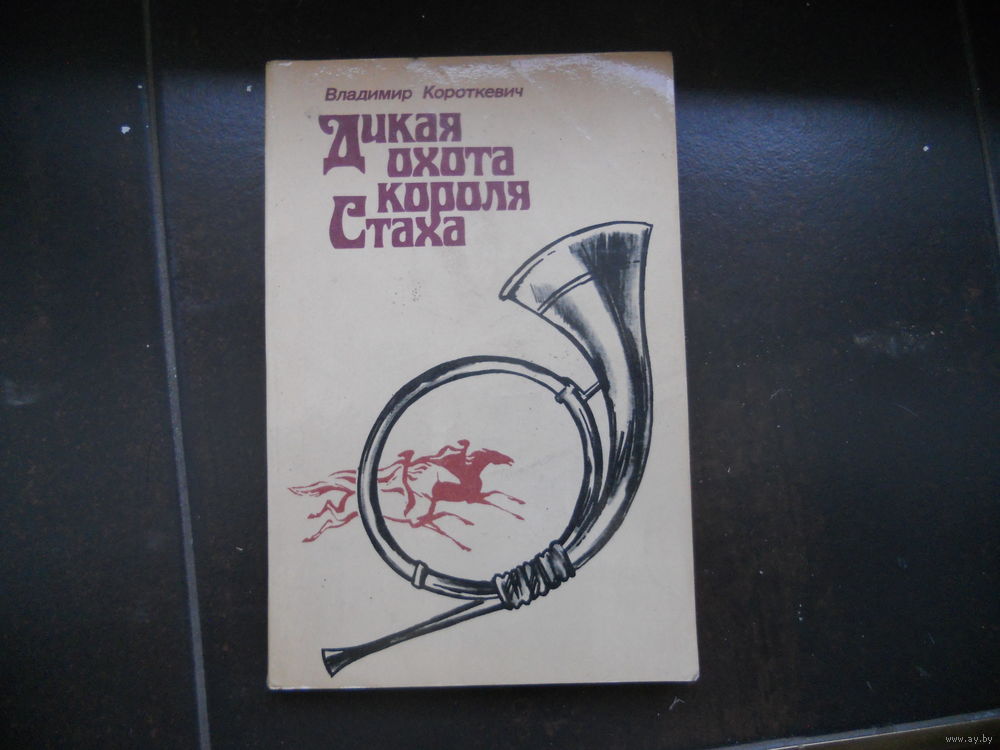 Владимир Короткевич
Дикая
охота
короля
Стаха
www.ay.by